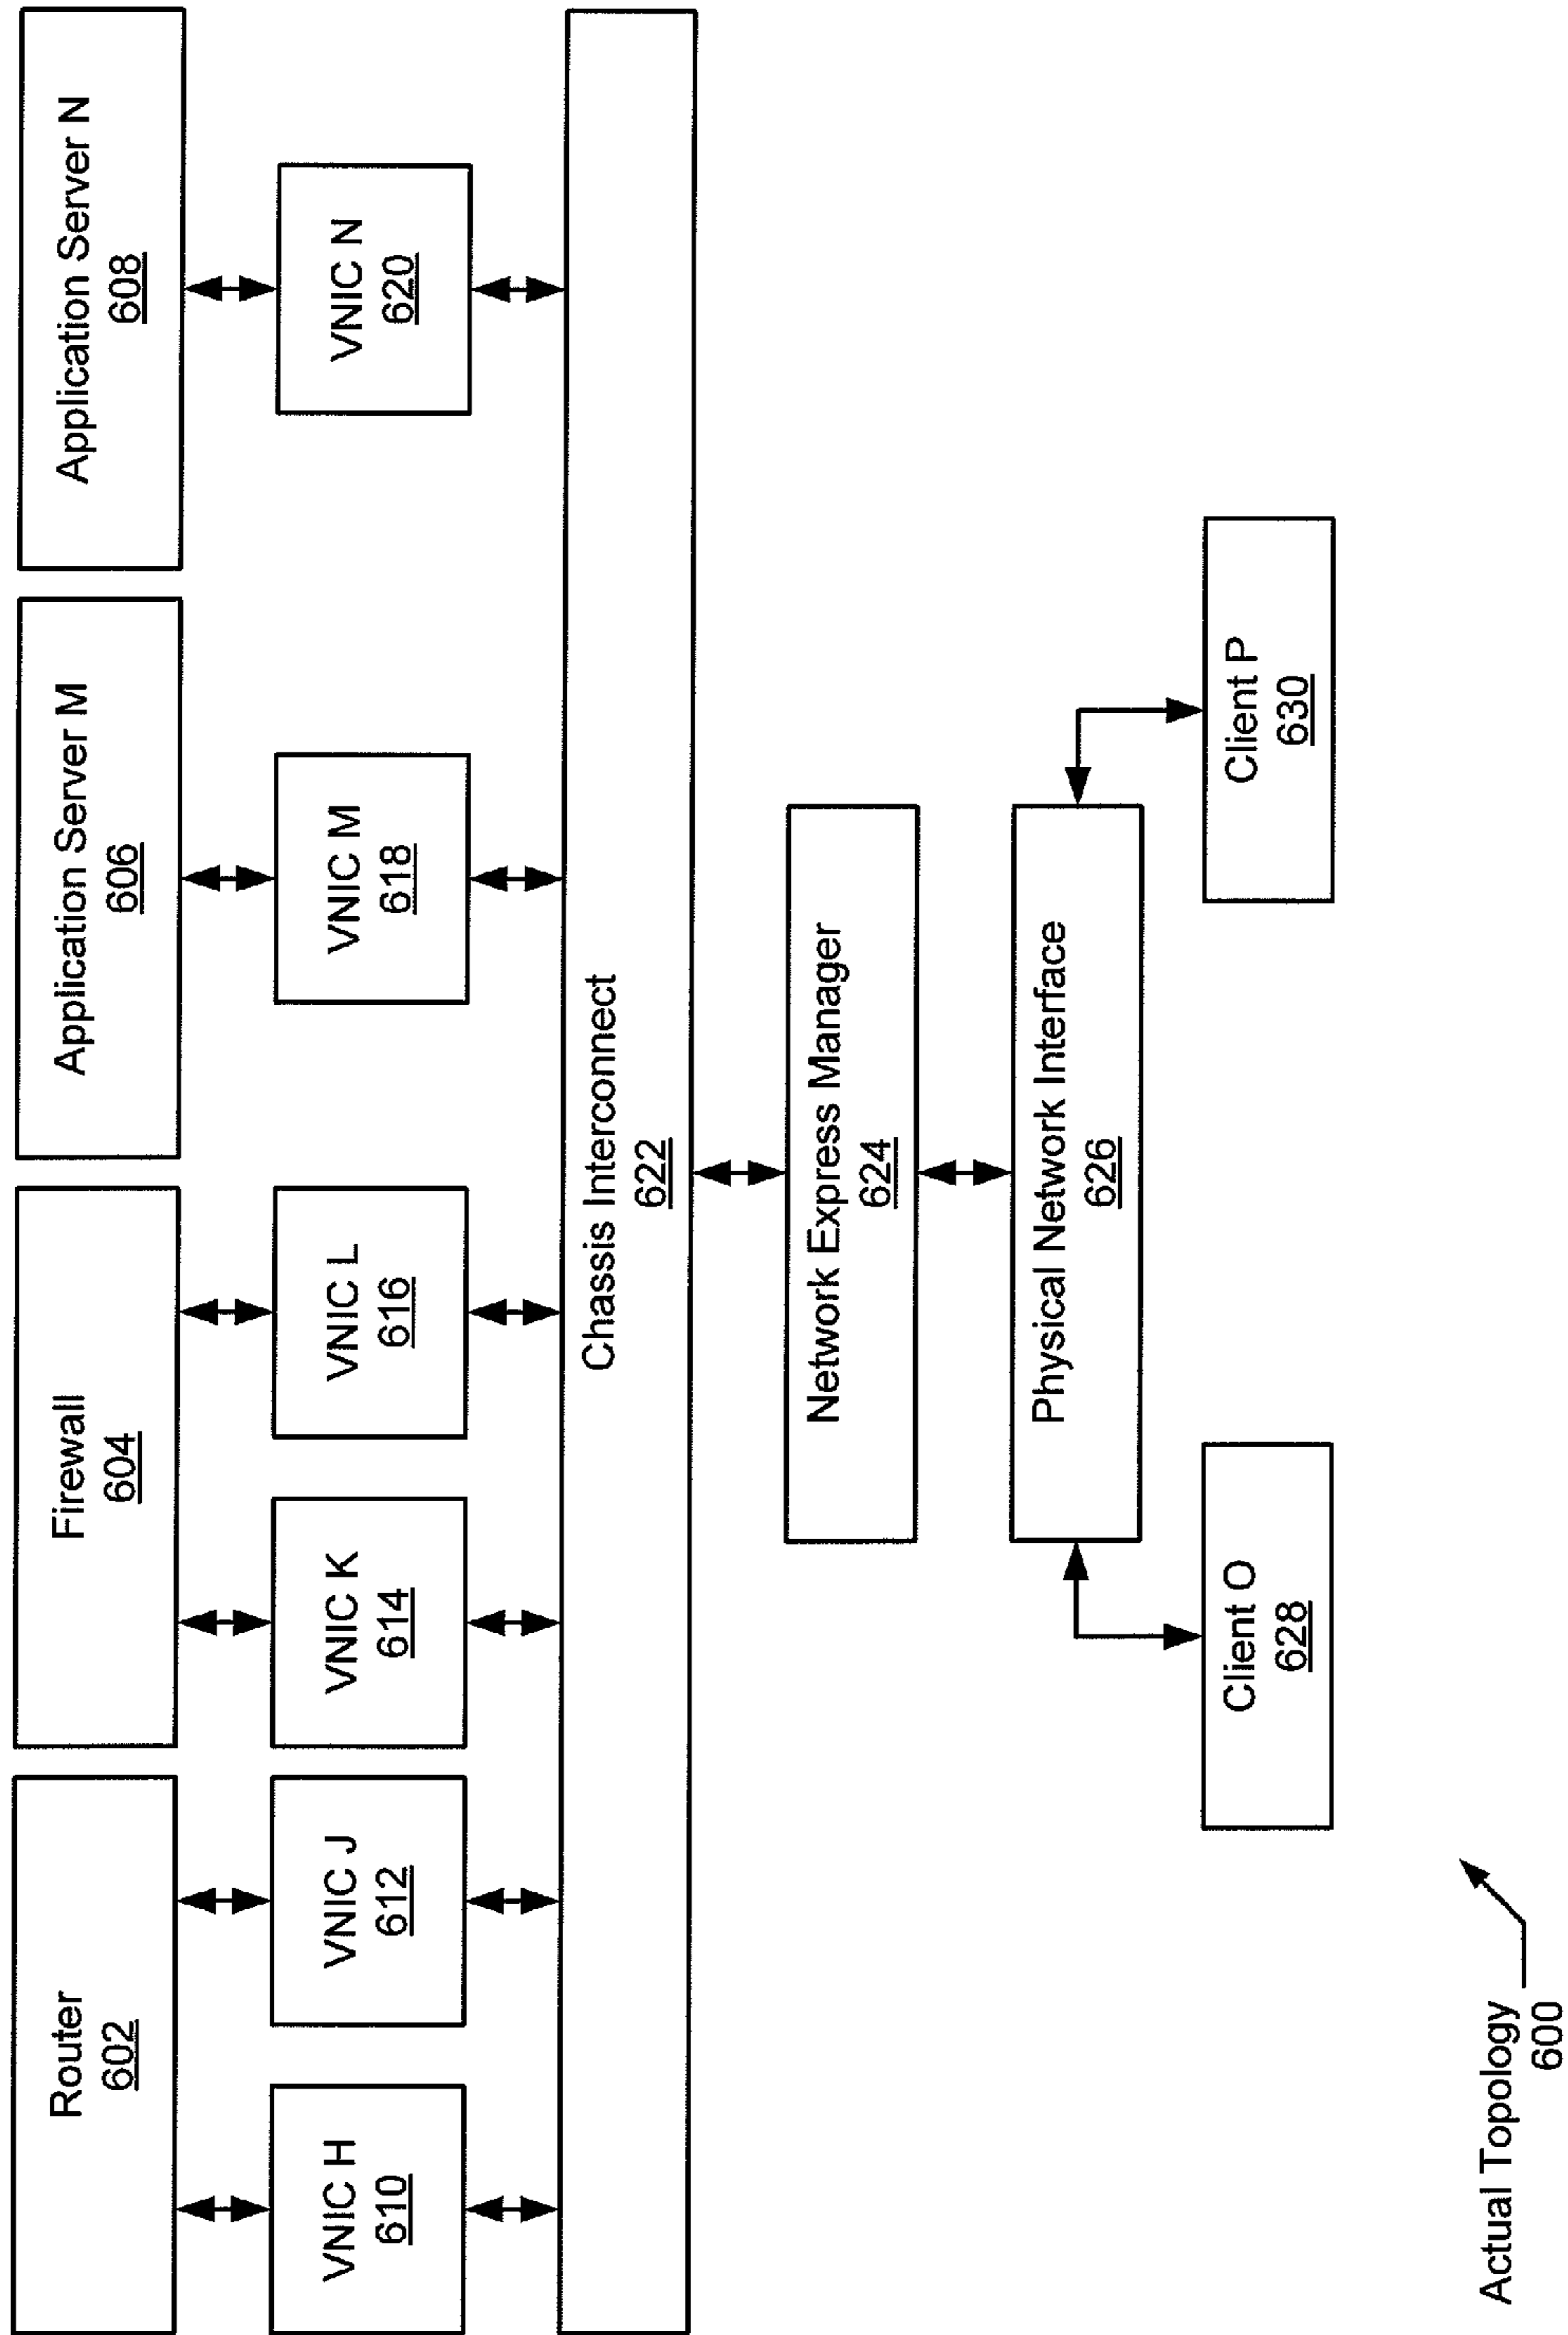 Router
602
Firewall
604
Application Server M
606
Application Server N
608
VNIC H
610
VNIC J
612
VNIC K
614
VNIC L
616
VNIC M
618
VNIC N
620
Chassis Interconnect
622
Network Express Manager
624
Physical Network Interface
626
Client O
628
Client P
630
Actual Topology
600